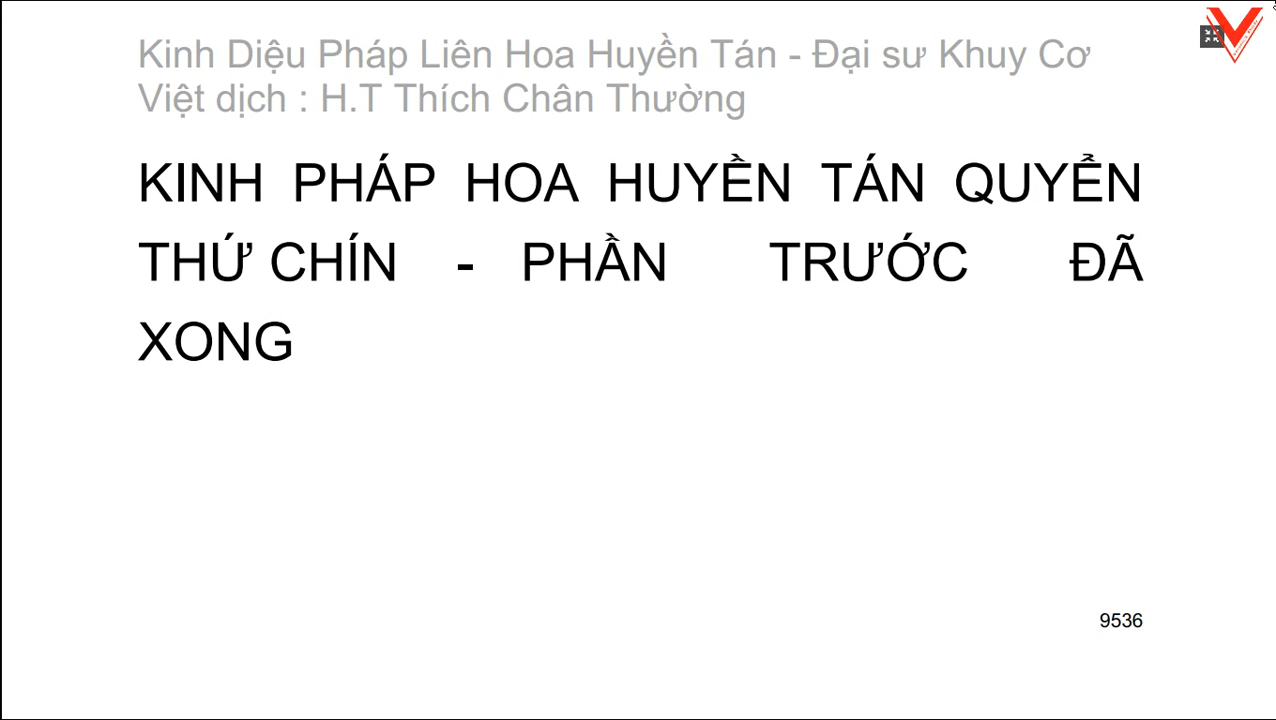 Kinh Diệu Pháp Liên Hoa Huyền Tán - Đại sư Khuy Cơ
Việt dịch : H.T Thích Chân Thường
KINH PHÁP HOA HUYỀN TÁN QUYỂN
THỨ CHÍN - PHẦN TRƯỚC ĐÃ
XONG
9536